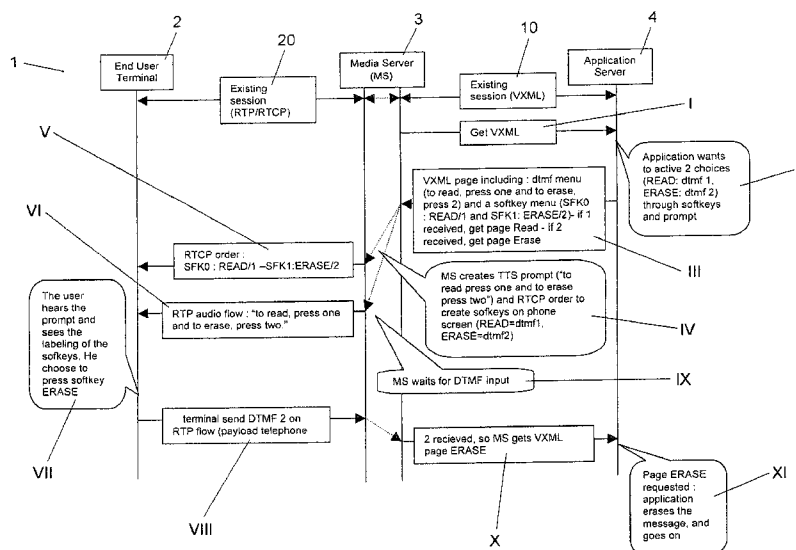 2
3
4
20
10
1
End User
Terminal
Media Server
(MS)
Application
Server
Existing
session
(RTP/RTCP)
Existing
session (VXML)
I
Get VXML
V
Application wants
to active 2 choices
(READ: dtmf 1,
ERASE: dtmf 2)
through softkeys
and prompt
VXML page including : dtmf menu
(to read, press one and to erase,
press 2) and a softkey menu (SFK0
: READ/1 and SFK1: ERASE/2)- if 1
received, get page Read - if 2
received, get page Erase
III
VI
RTCP order :
SFK0 : READ/1 –SFK1:ERASE/2
MS creates TTS prompt ("to
read press one and to erase
press two") and RTCP order to
create sofkeys on phone
screen (READ=dtmf1,
ERASE=dtmf2)
IV
The user
hears the
prompt and
sees the
labeling of the
sofkeys. He
choose to
press softkey
ERASE
RTP audio flow : "to read, press one
and to erase, press two."
MS waits for DTMF input
IX
VII
terminal send DTMF 2 on
RTP flow (payload telephone
VIII
2 recieved, so MS gets VXML
page ERASE
X
Page ERASE
requested :
application
erases the
message, and
goes on
XI